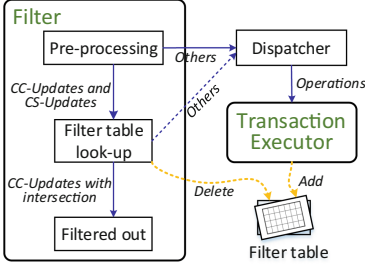 Filter
Pre-processing
Others
Dispatcher
CC-Updates and
CS-Updates
Others
Operations
Filter table
look-up
Transaction
Executor
CC-Updates with
intersection
Delete
Add
Filtered out
Filter table